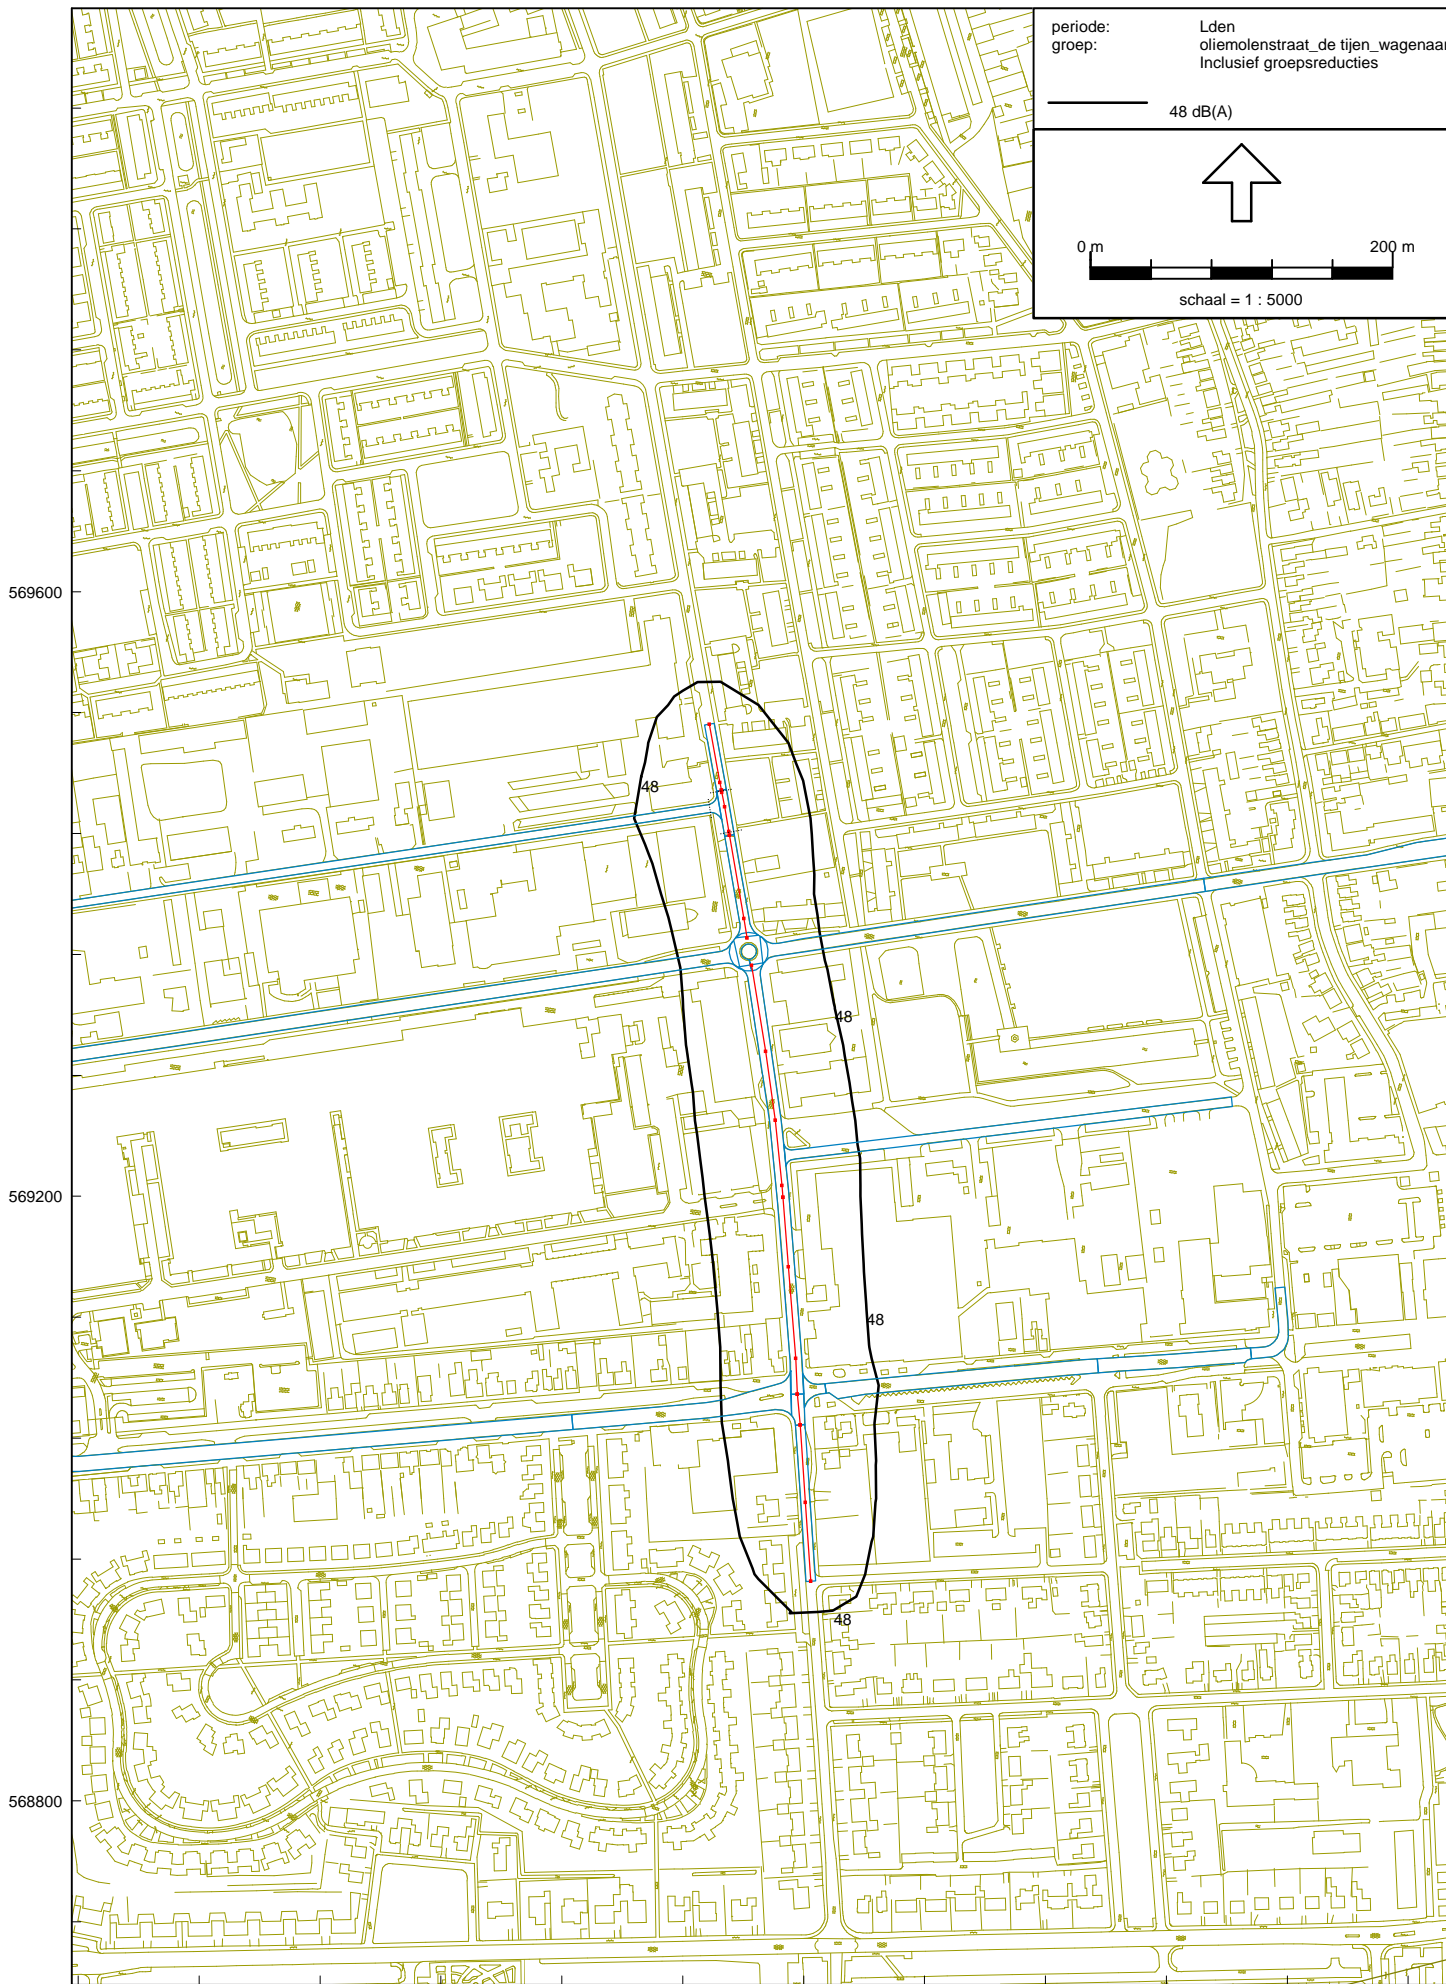 periode: Lden
groep: oliemolenstraat_de tijen_wagenaar
Inclusief groepsreducties
48 dB(A)
0 m 200 m
schaal = 1 : 5000
569600
48
48
569200
48
48
568800